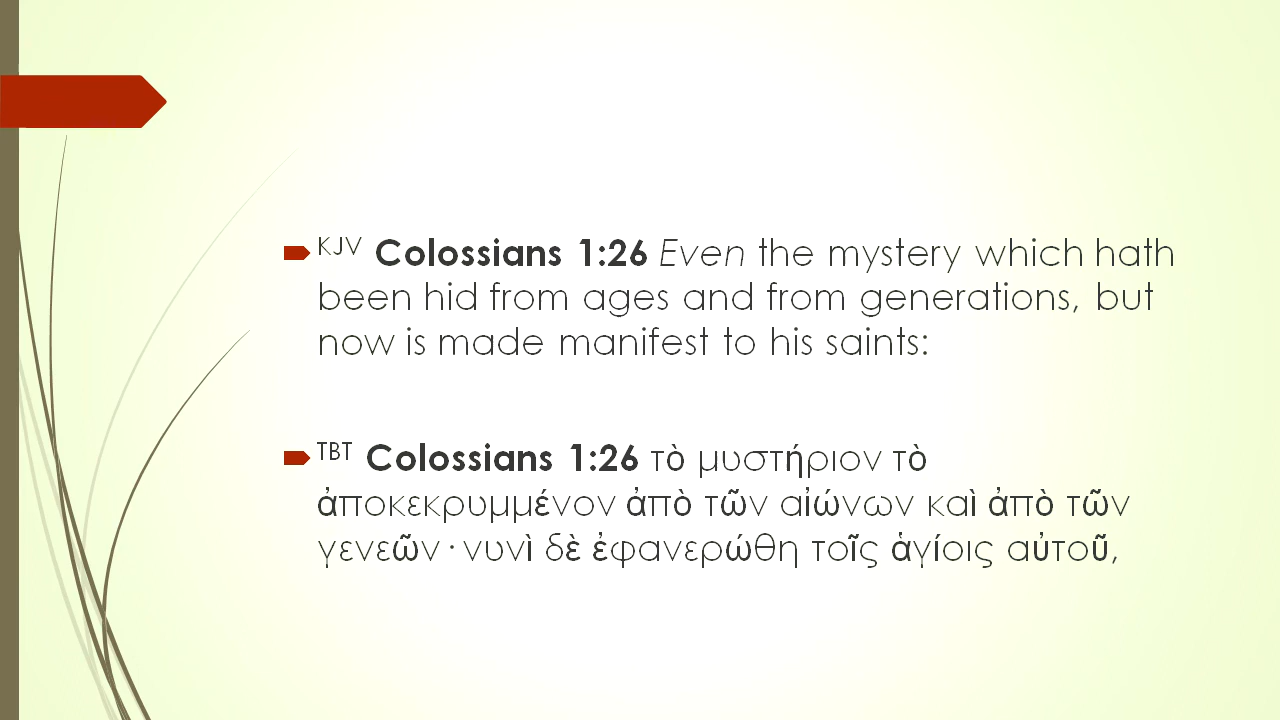 KJV Colossians 1:26 Even the mystery which hath
been hid from ages and from generations, but
now is made manifest to his saints:
TBT Colossians 1:26 τὸ μυστήριον τὸ
ἀποκεκρυμμένον ἀπὸ τῶν αἰώνων καὶ ἀπὸ τῶν
γενεῶν· νυνὶ δὲ ἐφανερώθη τοῖς ἁγίοις αὐτοῦ,